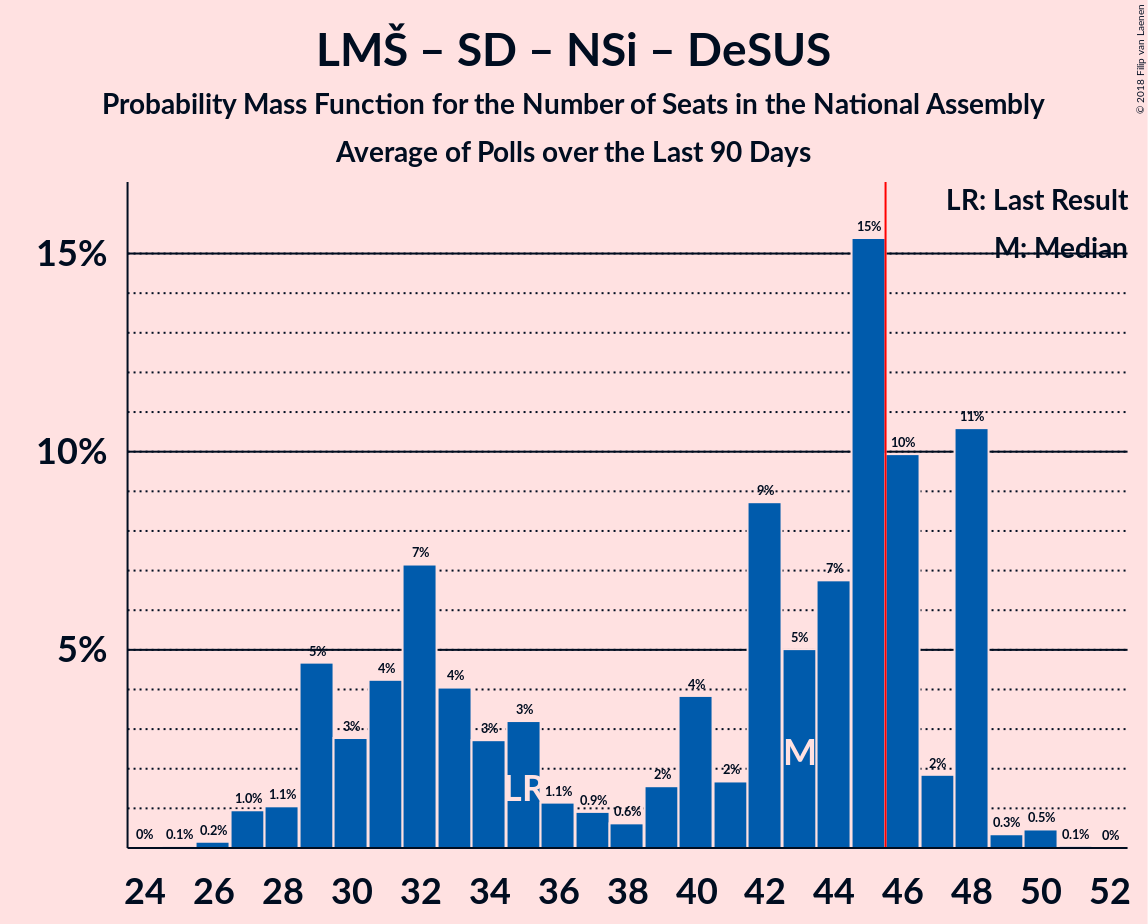 LMŠ – SD – NSi – DeSUS
Probability Mass Function for the Number of Seats in the National Assembly
Average of Polls over the Last 90 Days
© 2018 Filip van Laenen
LR: Last Result
M: Median
15%
10%
5%
0% 0.1% 0.2% 1.0% 1.1% 5% 3% 4% 7% 4% 3% 3% 1.1% 0.9% 0.6% 2% 4% 2% 9% 5% 7% 15% 10% 2% 11% 0.3% 0.5% 0.1% 0%
LR
M
24 26 28 30 32 34 36 38 40 42 44 46 48 50 52